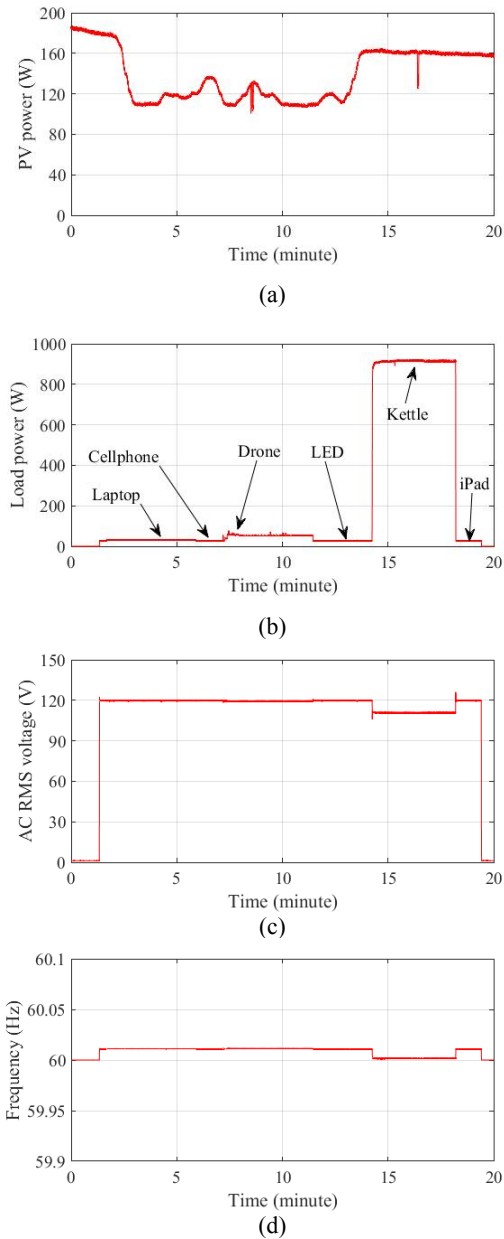 200
160
120
80
40
0
PV power (W)
0 5 10 15 20
Time (minute)
(a)
1000
800
600
400
200
0
Load power (W)
Laptop
Cellphone
Drone
LED
Kettle
iPad
0 5 10 15 20
Time (minute)
(b)
150
120
90
60
30
0
AC RMS voltage (V)
0 5 10 15 20
Time (minute)
(c)
60.1
60.05
60
59.95
59.9
Frequency (Hz)
0 5 10 15 20
Time (minute)
(d)